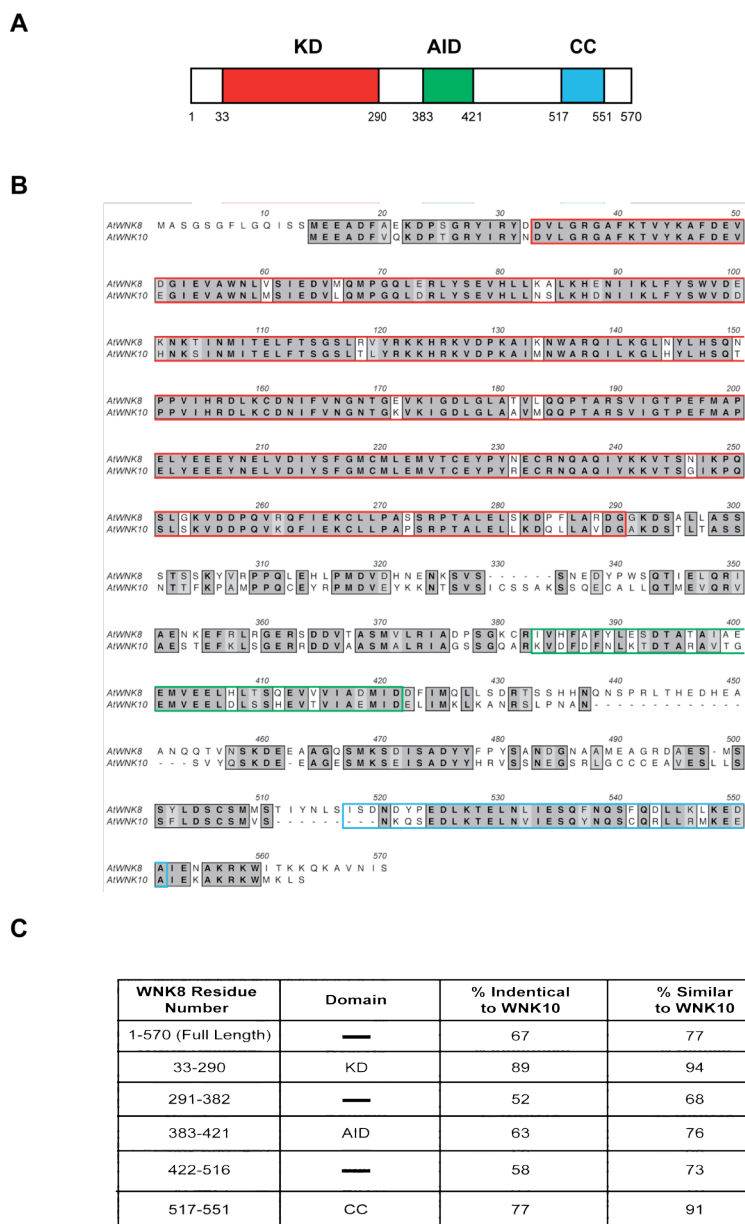 A
KD AID CC
1 33 290 383 421 517 551 570
B
10 20 30 40 50
AtWNK8 M A S G S G F L G Q I S S M E E A D F A E K D P S G R Y I R Y D D V L G R G A F K T V Y K A F D E V
AtWNK10 M E E A D F V Q K D P T G R Y I R Y N D V L G R G A F K T V Y K A F D E V
60 70 80 90 100
AtWNK8 D G I E V A W N L V S I E D V M Q M P G Q L E R L Y S E V H L L K A L K H E N I I K L F Y S W V D E
AtWNK10 E G I E V A W N L M S I E D V L Q M P G Q L D R L Y S E V H L L N S L K H D N I I K L F Y S W V D D
110 120 130 140 150
AtWNK8 K N K T I N M I T E L F T S G S L R V Y R K K H R K V D P K A I K N W A R Q I L K G L N Y L H S Q N
AtWNK10 H N K S I N M I T E L F T S G S L T L Y R K K H R K V D P K A I M N W A R Q I L K G L H Y L H S Q T
160 170 180 190 200
AtWNK8 P P V I H R D L K C D N I F V N G N T G E V K I G D L G L A T V L Q Q P T A R S V I G T P E F M A P
AtWNK10 P P V I H R D L K C D N I F V N G N T G K V K I G D L G L A A V M Q Q P T A R S V I G T P E F M A P
210 220 230 240 250
AtWNK8 E L Y E E E Y N E L V D I Y S F G M C M L E M V T C E Y P Y N E C R N Q A Q I Y K K V T S N I K P Q
AtWNK10 E L Y E E E Y N E L V D I Y S F G M C M L E M V T C E Y P Y R E C R N Q A Q I Y K K V T S G I K P Q
260 270 280 290 300
AtWNK8 S L G K V D D P Q V R Q F I E K C L L P A S S R P T A L E L S K D P F L A R D G G K D S A L L A S S
AtWNK10 S L S K V D D P Q V K Q F I E K C L L P A P S R P T A L E L L K D Q L L A V D G A K D S T L T A S S
310 320 330 340 350
AtWNK8 S T S S K Y V R P P Q L E H L P M D V D H N E N K S V S - - - - - - S N E D Y P W S Q T I E L Q R I
AtWNK10 N T T F K P A M P P Q C E Y R P M D V E Y K K N T S V S I C S S A K S S Q E C A L L Q T M E V Q R V
360 370 380 390 400
AtWNK8 A E N K E F R L R G E R S D D V T A S M V L R I A D P S G K C R I V H F A F Y L E S D T A T A I A E
AtWNK10 A E S T E F K L S G E R R D D V A A S M A L R I A G S S G Q A R K V D F D F N L K T D T A R A V T G
410 420 430 440 450
AtWNK8 E M V E E L H L T S Q E V V V I A D M I D D F I M Q L L S D R T S S H H N Q N S P R L T H E D H E A
AtWNK10 E M V E E L D L S S H E V T V I A E M I D E L I M K L K A N R S L P N A N - - - - - - - - - - - - -
460 470 480 490 500
AtWNK8 A N Q Q T V N S K D E E A A G Q S M K S D I S A D Y Y F P Y S A N D G N A A M E A G R D A E S - M S
AtWNK10 - - - S V Y Q S K D E - E A G E S M K S E I S A D Y Y H R V S S N E G S R L G C C C E A V E S L L S
510 520 530 540 550
AtWNK8 S Y L D S C S M M S T I Y N L S I S D N D Y P E D L K T E L N L I E S Q F N Q S F Q D L L K L K E D
AtWNK10 S F L D S C S M V S - - - - - - - - - N K Q S E D L K T E L N V I E S Q Y N Q S C Q R L L R M K E E
560 570
AtWNK8 A I E N A K R K W I T K K Q K A V N I S
AtWNK10 A I E K A K R K W M K L S
C
WNK8 Residue Number Domain % Indentical to WNK10 % Similar to WNK10
1-570 (Full Length) — 67 77
33-290 KD 89 94
291-382 — 52 68
383-421 AID 63 76
422-516 — 58 73
517-551 CC 77 91